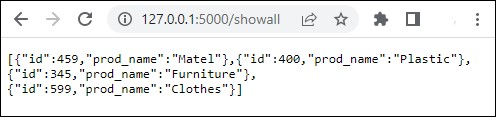 127.0.0.1:5000/showall
[{"id":459,"prod_name":"Matel"},{"id":400,"prod_name":"Plastic"},
{"id":345,"prod_name":"Furniture"},
{"id":599,"prod_name":"Clothes"}]